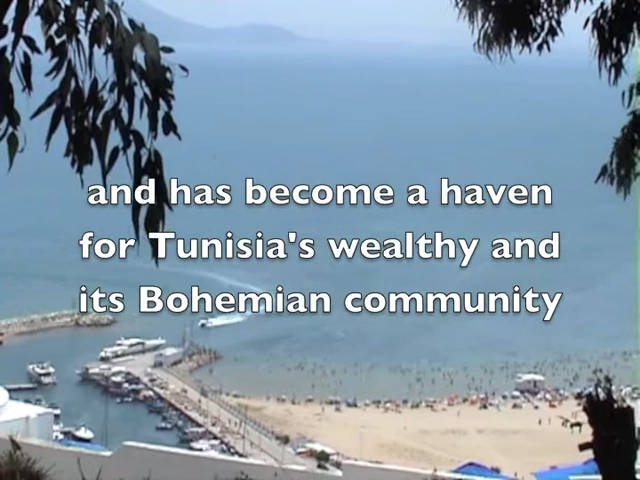 and has become a haven
for Tunisia's wealthy and
its Bohemian community